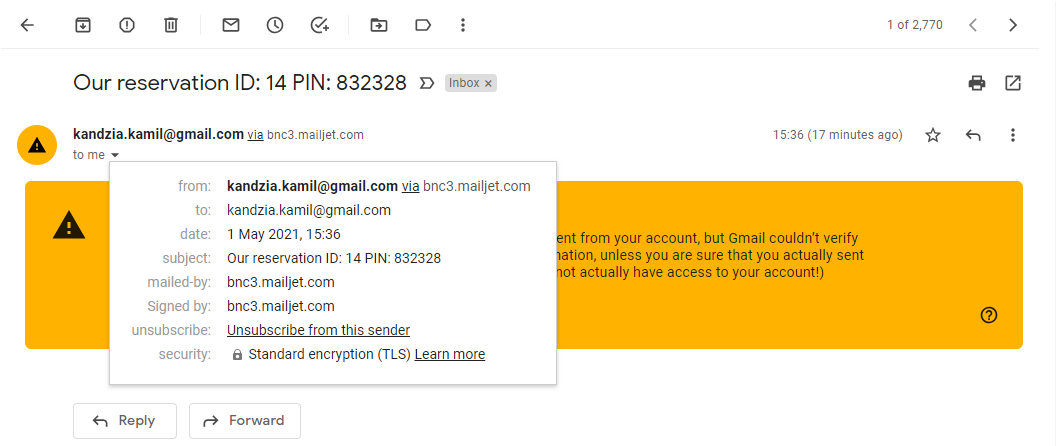 1 of 2,770
Our reservation ID: 14 PIN: 832328 Inbox ×
kandzia.kamil@gmail.com via bnc3.mailjet.com 15:36 (17 minutes ago)
to me
from: kandzia.kamil@gmail.com via bnc3.mailjet.com
to: kandzia.kamil@gmail.com
date: 1 May 2021, 15:36
subject: Our reservation ID: 14 PIN: 832328
mailed-by: bnc3.mailjet.com
Signed by: bnc3.mailjet.com
unsubscribe: Unsubscribe from this sender
security: Standard encryption (TLS) Learn more
from your account, but Gmail couldn’t verify
unless you are sure that you actually sent
not actually have access to your account!)
Reply Forward